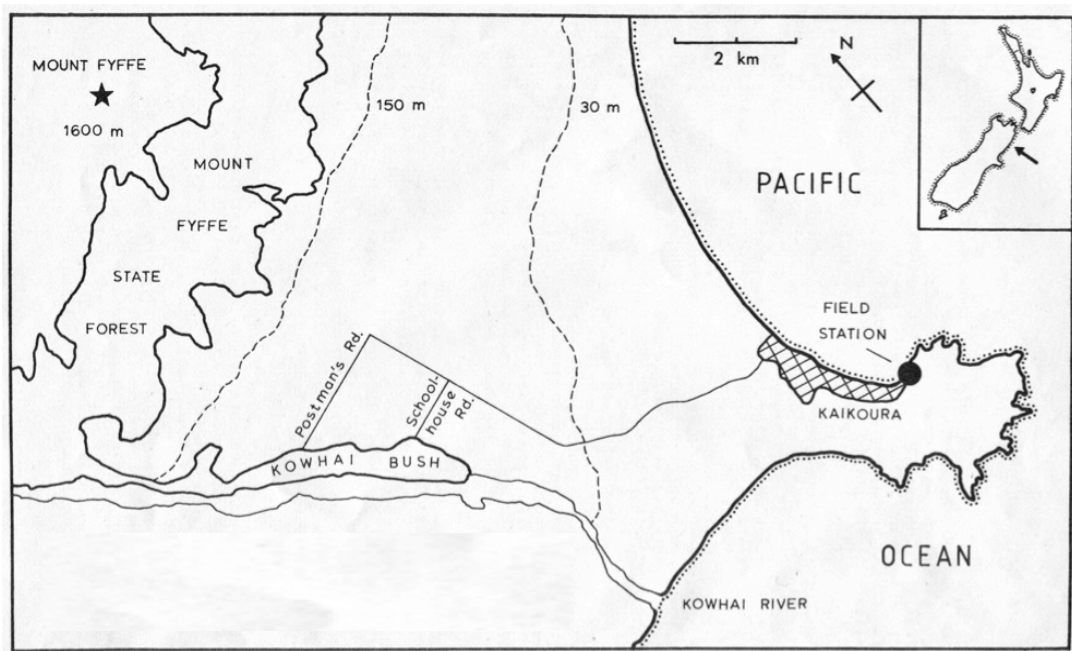 MOUNT FYFFE
1600 m
MOUNT
FYFFE
STATE
FOREST
150 m
30 m
2 km
N
PACIFIC
FIELD
STATION
KAIKOURA
Postman's Rd.
School-
house
Rd.
KOWHAI BUSH
OCEAN
KOWHAI RIVER